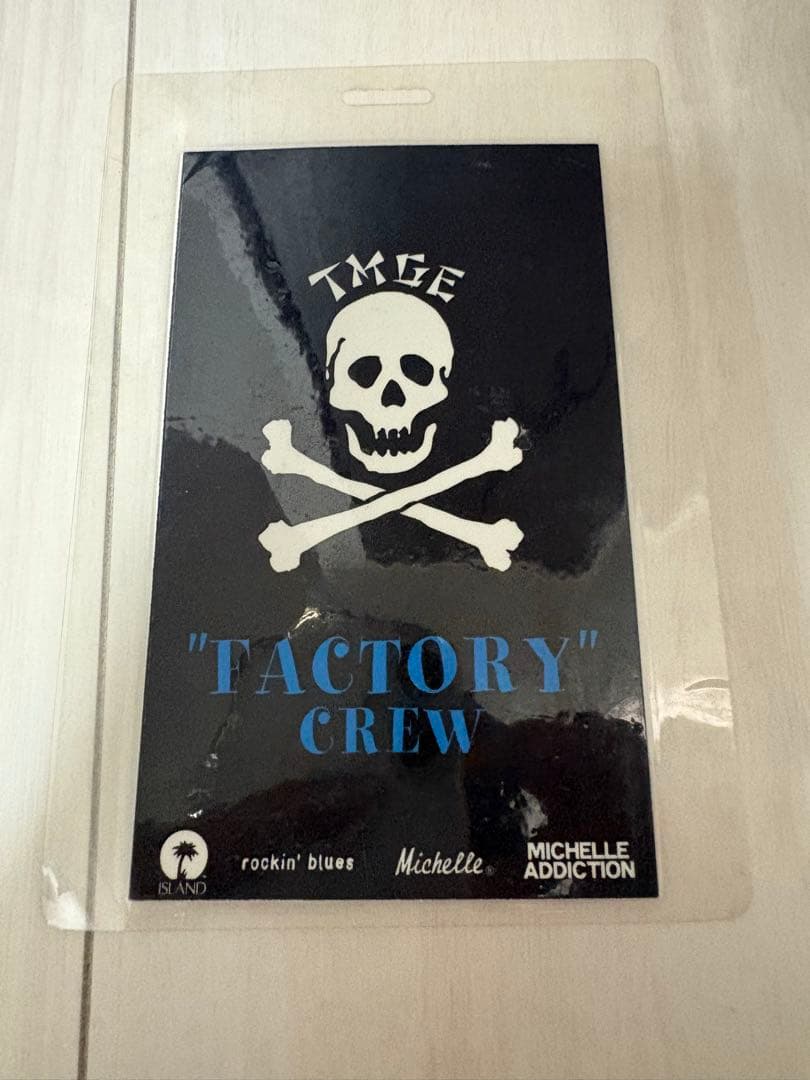 TMGE
"FACTORY"
CREW
ISLAND
rockin' blues
Michelle®
MICHELLE
ADDICTION